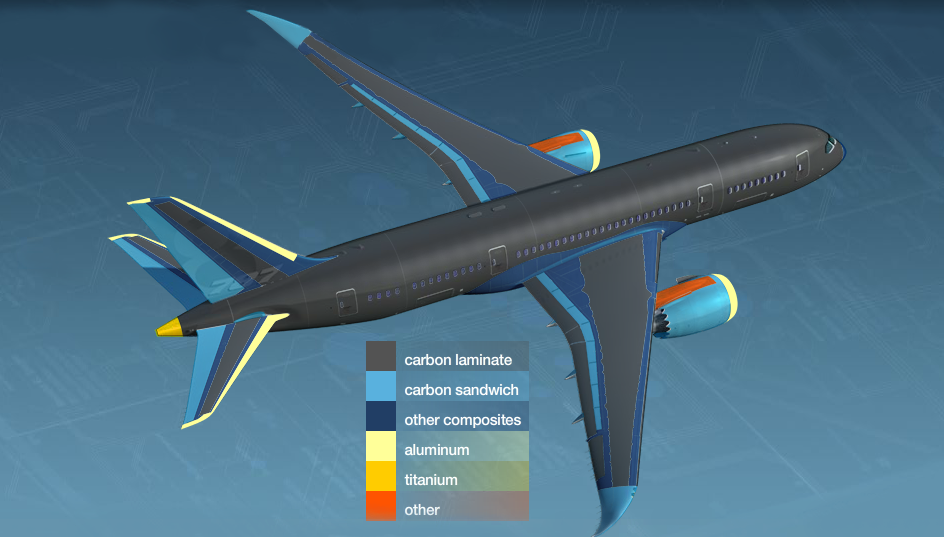 carbon laminate
carbon sandwich
other composites
aluminum
titanium
other